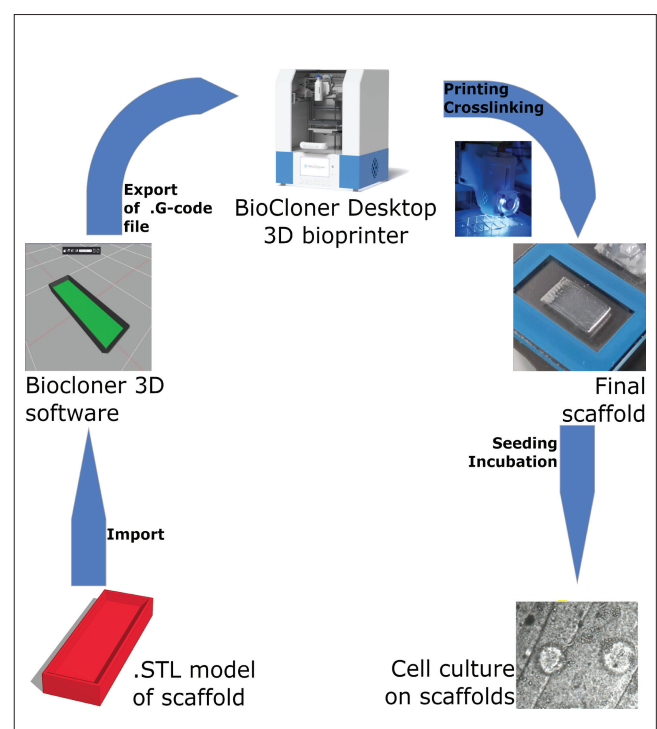 Printing
Crosslinking
Export
of .G-code
file
BioCloner Desktop
3D bioprinter
Biocloner 3D
software
Final
scaffold
Seeding
Incubation
Import
.STL model
of scaffold
Cell culture
on scaffolds